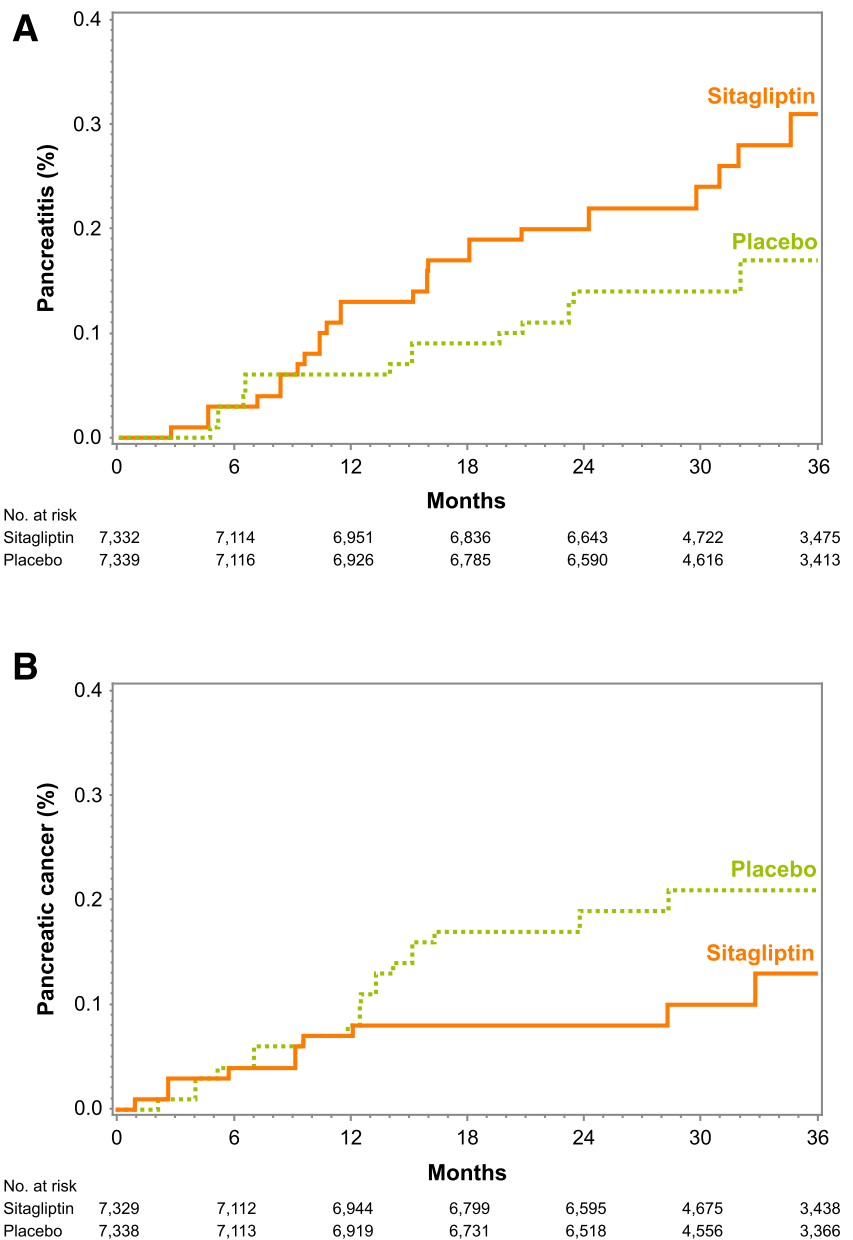 A
0.4
0.3
0.2
0.1
0.0
Pancreatitis (%)
Sitagliptin
Placebo
0 6 12 18 24 30 36
Months
No. at risk
Sitagliptin 7,332 7,114 6,951 6,836 6,643 4,722 3,475
Placebo 7,339 7,116 6,926 6,785 6,590 4,616 3,413
B
0.4
0.3
0.2
0.1
0.0
Pancreatic cancer (%)
Placebo
Sitagliptin
0 6 12 18 24 30 36
Months
No. at risk
Sitagliptin 7,329 7,112 6,944 6,799 6,595 4,675 3,438
Placebo 7,338 7,113 6,919 6,731 6,518 4,556 3,366